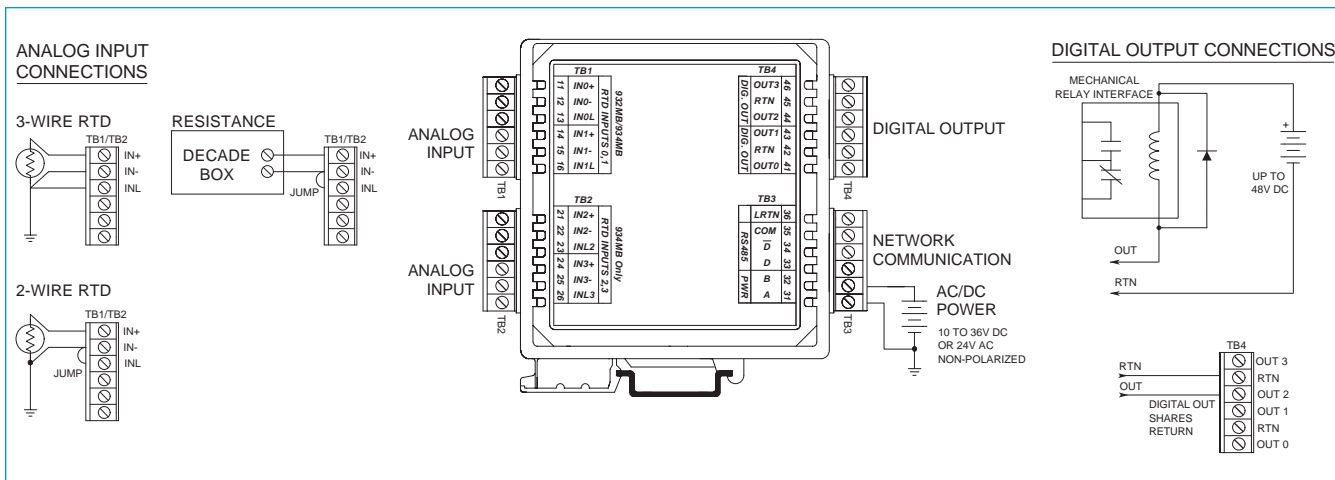 ANALOG INPUT
CONNECTIONS
3-WIRE RTD
TB1/TB2
IN+
IN-
INL
RESISTANCE
DECADE
BOX
TB1/TB2
IN+
IN-
INL
JUMP
2-WIRE RTD
TB1/TB2
IN+
IN-
INL
JUMP
ANALOG
INPUT
TB1
ANALOG
INPUT
TB2
TB1
11 IN0+
12 IN0-
13 IN0L
14 IN1+
15 IN1-
16 IN1L
RTD INPUTS 0,1
932MB/934MB
TB2
21 IN2+
22 IN2-
23 INL2
24 IN3+
25 IN3-
26 INL3
RTD INPUTS 2,3
934MB Only
TB4
DIG. OUT
DIG. OUT
OUT3 46
RTN 45
OUT2 44
OUT1 43
RTN 42
OUT0 41
TB3
LRTN 36
COM 35
D̅ 34
D 33
B 32
A 31
RS485
PWR
TB4
DIGITAL OUTPUT
TB3
NETWORK
COMMUNICATION
AC/DC
POWER
10 TO 36V DC
OR 24V AC
NON-POLARIZED
DIGITAL OUTPUT CONNECTIONS
MECHANICAL
RELAY INTERFACE
+
UP TO
48V DC
OUT
RTN
TB4
RTN
OUT
DIGITAL OUT
SHARES
RETURN
OUT 3
RTN
OUT 2
OUT 1
RTN
OUT 0